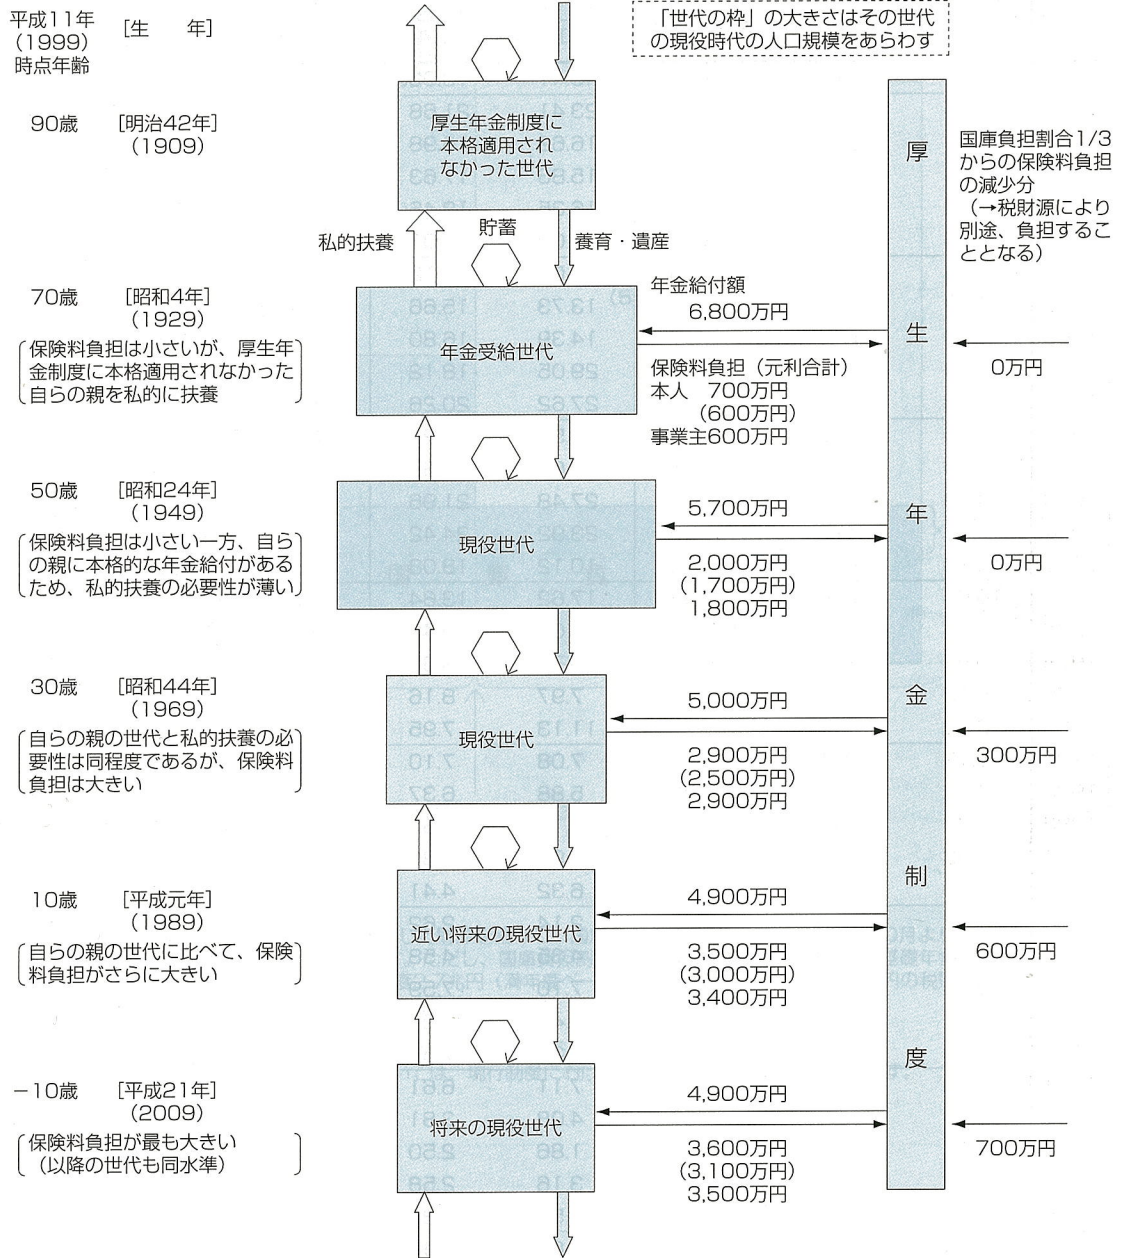 平成11年
(1999)
時点年齢
[生　年]
「世代の枠」の大きさはその世代
の現役時代の人口規模をあらわす
90歳　[明治42年]
(1909)
厚生年金制度に
本格適用され
なかった世代
国庫負担割合1/3
からの保険料負担
の減少分
(→税財源により
別途、負担するこ
ととなる)
私的扶養
貯蓄
養育・遺産
70歳　[昭和4年]
(1929)
保険料負担は小さいが、厚生年
金制度に本格適用されなかった
自らの親を私的に扶養
年金受給世代
年金給付額
6,800万円
保険料負担（元利合計）
本人　700万円
(600万円)
事業主600万円
0万円
50歳　[昭和24年]
(1949)
保険料負担は小さい一方、自ら
の親に本格的な年金給付がある
ため、私的扶養の必要性が薄い
現役世代
5,700万円
2,000万円
(1,700万円)
1,800万円
0万円
30歳　[昭和44年]
(1969)
自らの親の世代と私的扶養の必
要性は同程度であるが、保険料
負担は大きい
現役世代
5,000万円
2,900万円
(2,500万円)
2,900万円
300万円
10歳　[平成元年]
(1989)
自らの親の世代に比べて、保険
料負担がさらに大きい
近い将来の現役世代
4,900万円
3,500万円
(3,000万円)
3,400万円
600万円
－10歳　[平成21年]
(2009)
保険料負担が最も大きい
(以降の世代も同水準)
将来の現役世代
4,900万円
3,600万円
(3,100万円)
3,500万円
700万円
厚生年金制度